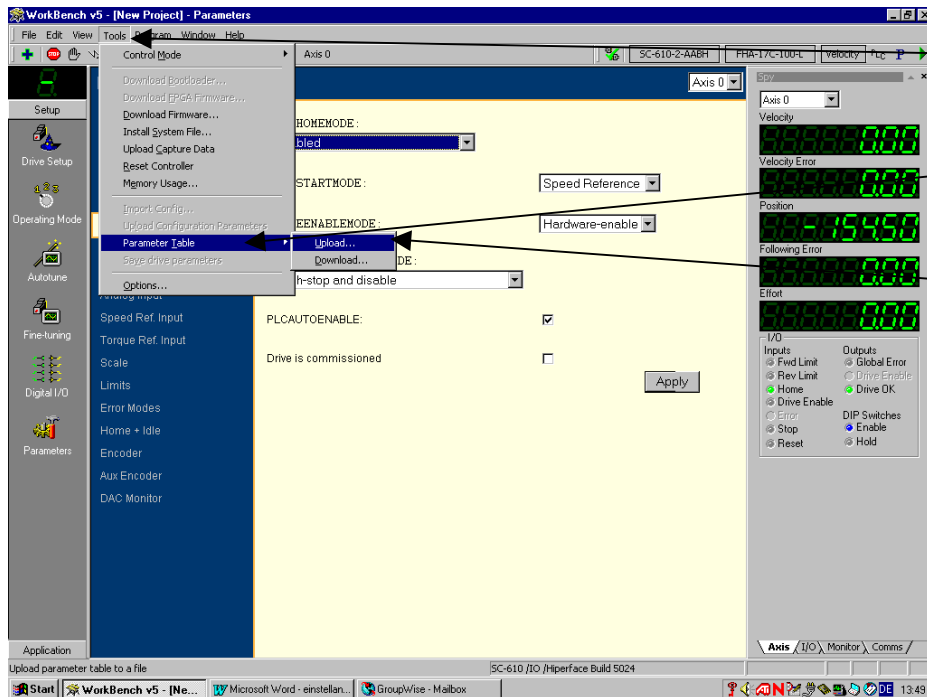 WorkBench v5 - [New Project] - Parameters
File Edit View Tools Program Window Help
Axis 0
SC-610-2-AABH
FHA-17C-100-L
Velocity
P
Setup
Drive Setup
Operating Mode
Autotune
Fine-tuning
Digital I/O
Parameters
Application
Control Mode
Download Bootloader...
Download FPGA Firmware...
Download Firmware...
Install System File...
Upload Capture Data
Reset Controller
Memory Usage...
Import Config...
Upload Configuration Parameters
Parameter Table
Save drive parameters
Options...
Upload...
Download...
Analog Input
Speed Ref. Input
Torque Ref. Input
Scale
Limits
Error Modes
Home + Idle
Encoder
Aux Encoder
DAC Monitor
Axis 0
HOMEMODE:
bled
STARTMODE:
Speed Reference
EENABLEMODE:
Hardware-enable
DE:
h-stop and disable
PLCAUTOENABLE:
Drive is commissioned
Apply
Spy
Axis 0
Velocity
0.00
Velocity Error
0.00
Position
-154.50
Following Error
0.00
Effort
0.00
I/O
Inputs
Fwd Limit
Rev Limit
Home
Drive Enable
Error
Stop
Reset
Outputs
Global Error
Drive Enable
Drive OK
DIP Switches
Enable
Hold
Axis I/O Monitor Comms
Upload parameter table to a file
SC-610 /IO /Hiperface Build 5024
Start
WorkBench v5 - [Ne...
Microsoft Word - einstellan...
GroupWise - Mailbox
DE
13:49